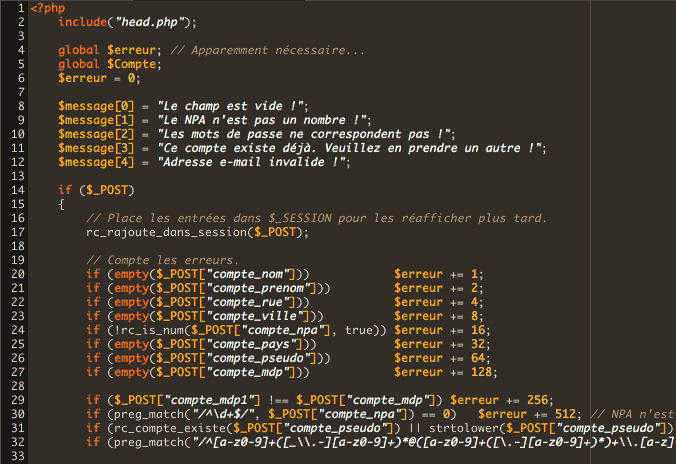 1 <?php
2 include("head.php");
3
4 global $erreur; // Apparemment nécessaire...
5 global $Compte;
6 $erreur = 0;
7
8 $message[0] = "Le champ est vide !";
9 $message[1] = "Le NPA n'est pas un nombre !";
10 $message[2] = "Les mots de passe ne correspondent pas !";
11 $message[3] = "Ce compte existe déjà. Veuillez en prendre un autre !";
12 $message[4] = "Adresse e-mail invalide !";
13
14 if ($_POST)
15 {
16 // Place les entrées dans $_SESSION pour les réafficher plus tard.
17 rc_rajoute_dans_session($_POST);
18
19 // Compte les erreurs.
20 if (empty($_POST["compte_nom"])) $erreur += 1;
21 if (empty($_POST["compte_prenom"])) $erreur += 2;
22 if (empty($_POST["compte_rue"])) $erreur += 4;
23 if (empty($_POST["compte_ville"])) $erreur += 8;
24 if (!rc_is_num($_POST["compte_npa"], true)) $erreur += 16;
25 if (empty($_POST["compte_pays"])) $erreur += 32;
26 if (empty($_POST["compte_pseudo"])) $erreur += 64;
27 if (empty($_POST["compte_mdp"])) $erreur += 128;
28
29 if ($_POST["compte_mdp1"] !== $_POST["compte_mdp"]) $erreur += 256;
30 if (preg_match("/^\d+$/", $_POST["compte_npa"]) == 0) $erreur += 512; // NPA n'est
31 if (rc_compte_existe($_POST["compte_pseudo"]) || strtolower($_POST["compte_pseudo"])
32 if (preg_match("/^[a-z0-9]+([_\\.-][a-z0-9]+)*@([a-z0-9]+([\.-][a-z0-9]+)*)+\\.[a-z]
33